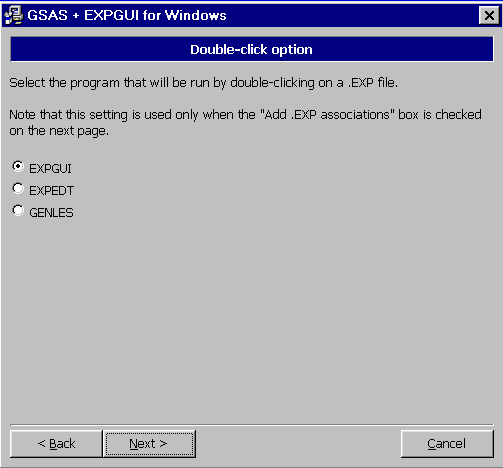 GSAS + EXPGUI for Windows
Double-click option
Select the program that will be run by double-clicking on a .EXP file.
Note that this setting is used only when the "Add .EXP associations" box is checked
on the next page.
EXPGUI
EXPEDT
GENLES
< Back
Next >
Cancel